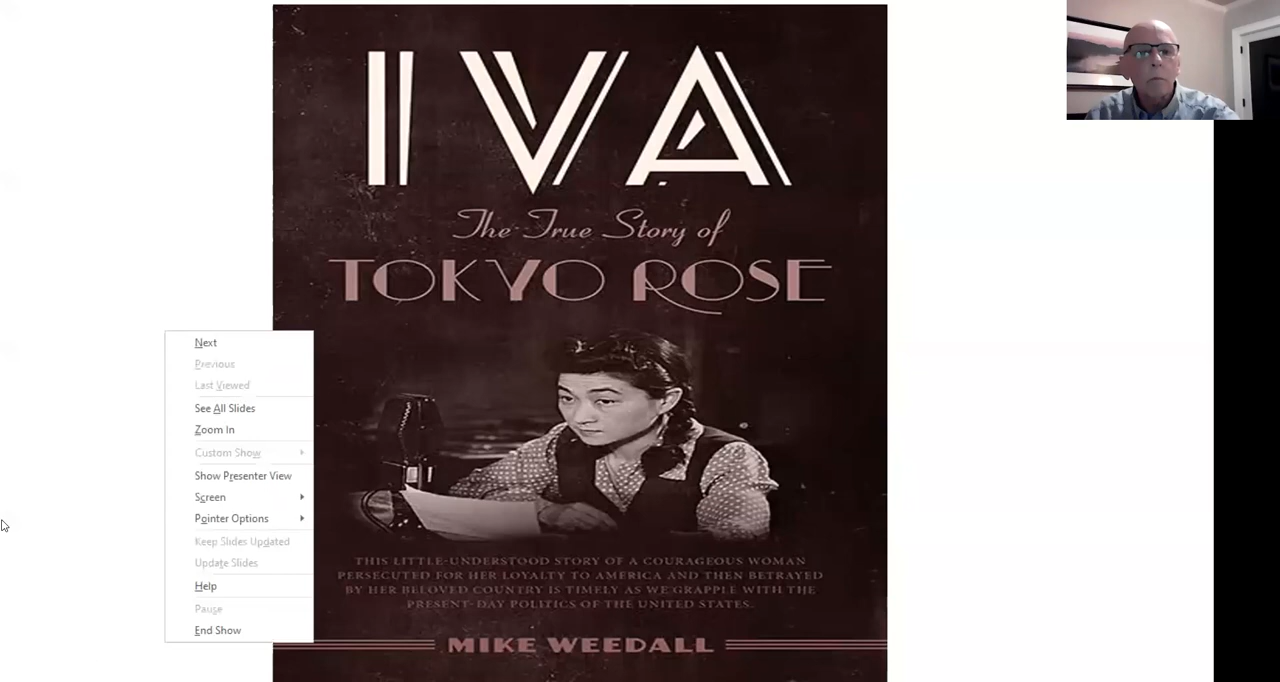 IVA
The True Story of
TOKYO ROSE
Next
Previous
Last Viewed
See All Slides
Zoom In
Custom Show
Show Presenter View
Screen
Pointer Options
Keep Slides Updated
Update Slides
Help
Pause
End Show
THIS LITTLE-UNDERSTOOD STORY OF A COURAGEOUS WOMAN
PERSECUTED FOR HER LOYALTY TO AMERICA AND THEN BETRAYED
BY HER BELOVED COUNTRY IS TIMELY AS WE GRAPPLE WITH THE
PRESENT-DAY POLITICS OF THE UNITED STATES.
MIKE WEEDALL